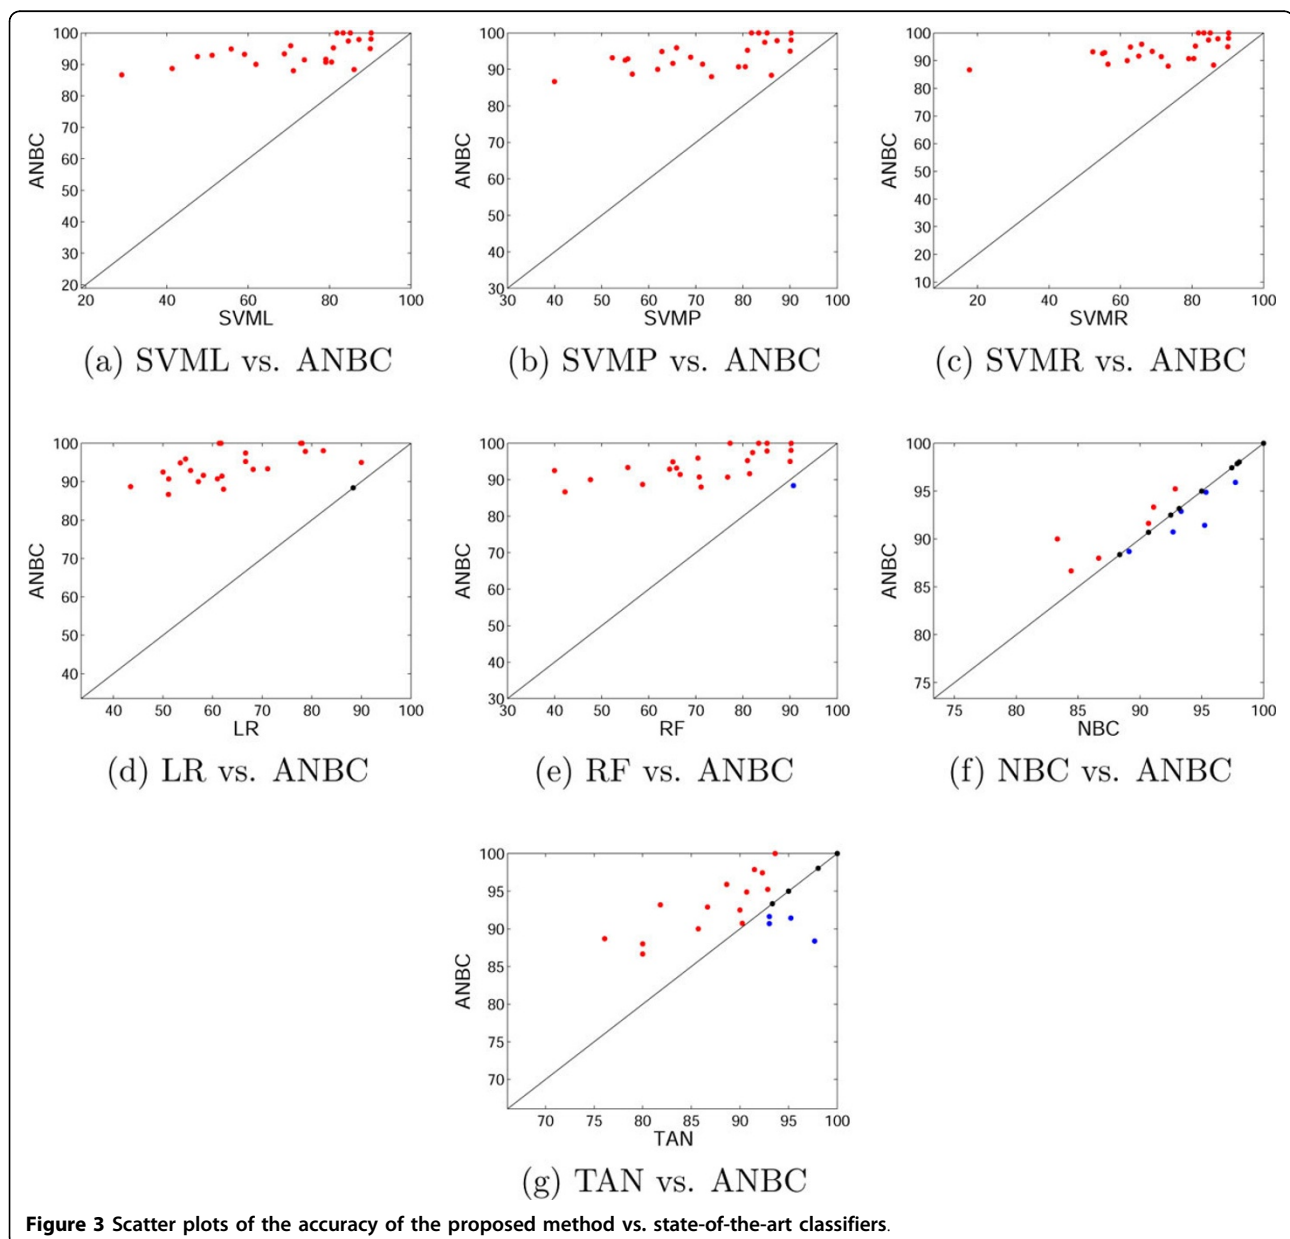 100
90
80
70
60
50
40
30
20
ANBC
20 40 60 80 100
SVML
(a) SVML vs. ANBC
100
90
80
70
60
50
40
30
ANBC
30 40 50 60 70 80 90 100
SVMP
(b) SVMP vs. ANBC
100
90
80
70
60
50
40
30
20
10
ANBC
20 40 60 80 100
SVMR
(c) SVMR vs. ANBC
100
90
80
70
60
50
40
ANBC
40 50 60 70 80 90 100
LR
(d) LR vs. ANBC
100
90
80
70
60
50
40
30
ANBC
30 40 50 60 70 80 90 100
RF
(e) RF vs. ANBC
100
95
90
85
80
75
ANBC
75 80 85 90 95 100
NBC
(f) NBC vs. ANBC
100
95
90
85
80
75
70
ANBC
70 75 80 85 90 95 100
TAN
(g) TAN vs. ANBC
Figure 3 Scatter plots of the accuracy of the proposed method vs. state-of-the-art classifiers.